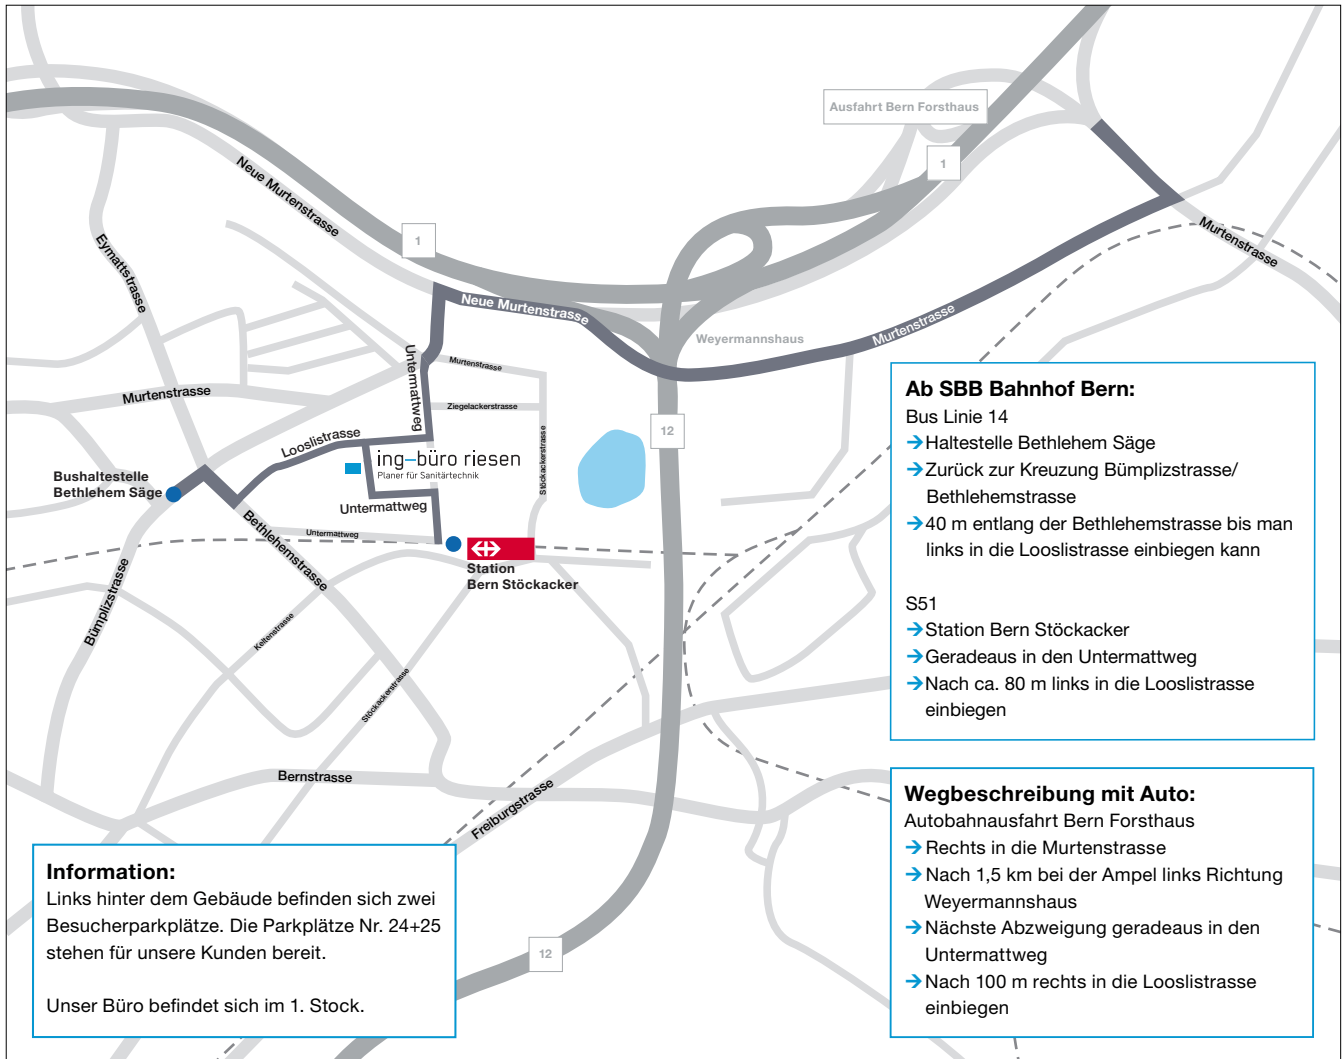 Ausfahrt Bern Forsthaus
1
Neue Murtenstrasse
1
Eymattstrasse
Murtenstrasse
Neue Murtenstrasse
Murtenstrasse
Weyermannshaus
Untermattweg
Murtenstrasse
Ziegelackerstrasse
Murtenstrasse
12
Looslistrasse
ing–büro riesen
Planer für Sanitärtechnik
Stöckackerstrasse
Bushaltestelle
Bethlehem Säge
Untermattweg
Untermattweg
Bethlehemstrasse
Station
Bern Stöckacker
Bümplizstrasse
Keltenstrasse
Stöckackerstrasse
Bernstrasse
Freiburgstrasse
12
Ab SBB Bahnhof Bern:
Bus Linie 14
→ Haltestelle Bethlehem Säge
→ Zurück zur Kreuzung Bümplizstrasse/
Bethlehemstrasse
→ 40 m entlang der Bethlehemstrasse bis man
links in die Looslistrasse einbiegen kann
S51
→ Station Bern Stöckacker
→ Geradeaus in den Untermattweg
→ Nach ca. 80 m links in die Looslistrasse
einbiegen
Wegbeschreibung mit Auto:
Autobahnausfahrt Bern Forsthaus
→ Rechts in die Murtenstrasse
→ Nach 1,5 km bei der Ampel links Richtung
Weyermannshaus
→ Nächste Abzweigung geradeaus in den
Untermattweg
→ Nach 100 m rechts in die Looslistrasse
einbiegen
Information:
Links hinter dem Gebäude befinden sich zwei
Besucherparkplätze. Die Parkplätze Nr. 24+25
stehen für unsere Kunden bereit.
Unser Büro befindet sich im 1. Stock.